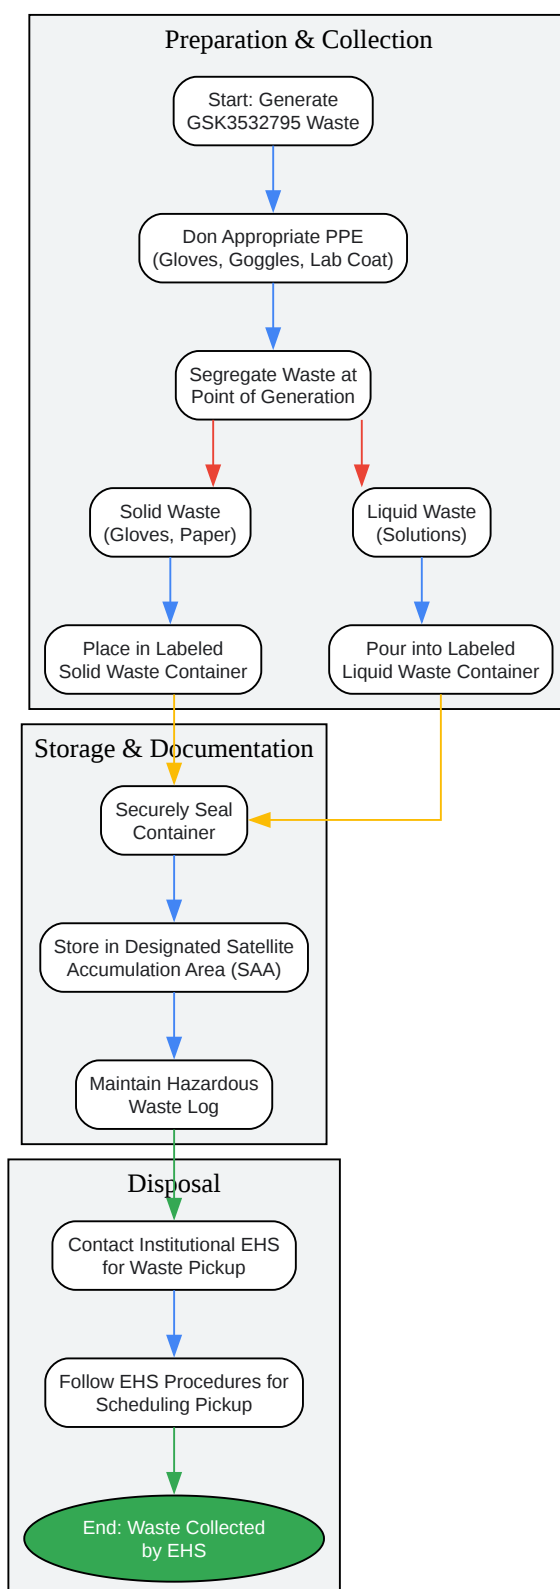 Preparation & Collection
Start: Generate
GSK3532795 Waste
Don Appropriate PPE
(Gloves, Goggles, Lab Coat)
Segregate Waste at
Point of Generation
Solid Waste
(Gloves, Paper)
Liquid Waste
(Solutions)
Place in Labeled
Solid Waste Container
Pour into Labeled
Liquid Waste Container
Storage & Documentation
Securely Seal
Container
Store in Designated Satellite
Accumulation Area (SAA)
Maintain Hazardous
Waste Log
Disposal
Contact Institutional EHS
for Waste Pickup
Follow EHS Procedures for
Scheduling Pickup
End: Waste Collected
by EHS